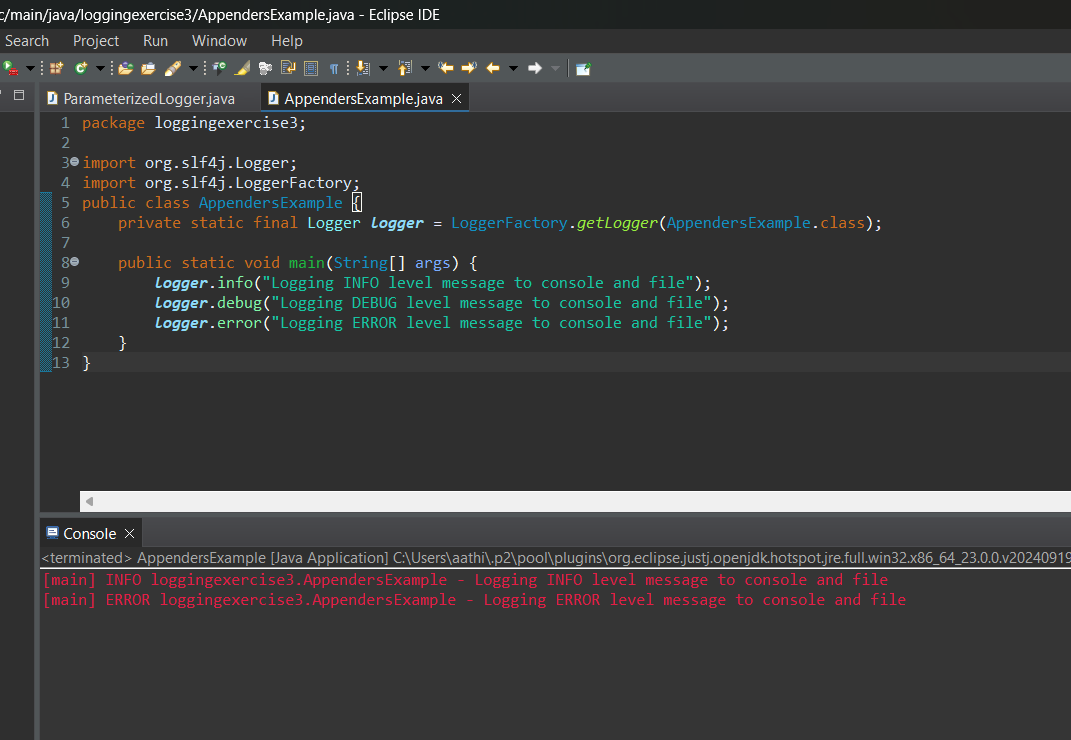 c/main/java/loggingexercise3/AppendersExample.java - Eclipse IDE
Search Project Run Window Help
ParameterizedLogger.java AppendersExample.java
1 package loggingexercise3;
2
3 import org.slf4j.Logger;
4 import org.slf4j.LoggerFactory;
5 public class AppendersExample {
6 private static final Logger logger = LoggerFactory.getLogger(AppendersExample.class);
7
8 public static void main(String[] args) {
9 logger.info("Logging INFO level message to console and file");
10 logger.debug("Logging DEBUG level message to console and file");
11 logger.error("Logging ERROR level message to console and file");
12 }
13 }
Console
<terminated> AppendersExample [Java Application] C:\Users\aathi\.p2\pool\plugins\org.eclipse.justj.openjdk.hotspot.jre.full.win32.x86_64_23.0.0.v20240919
[main] INFO loggingexercise3.AppendersExample - Logging INFO level message to console and file
[main] ERROR loggingexercise3.AppendersExample - Logging ERROR level message to console and file